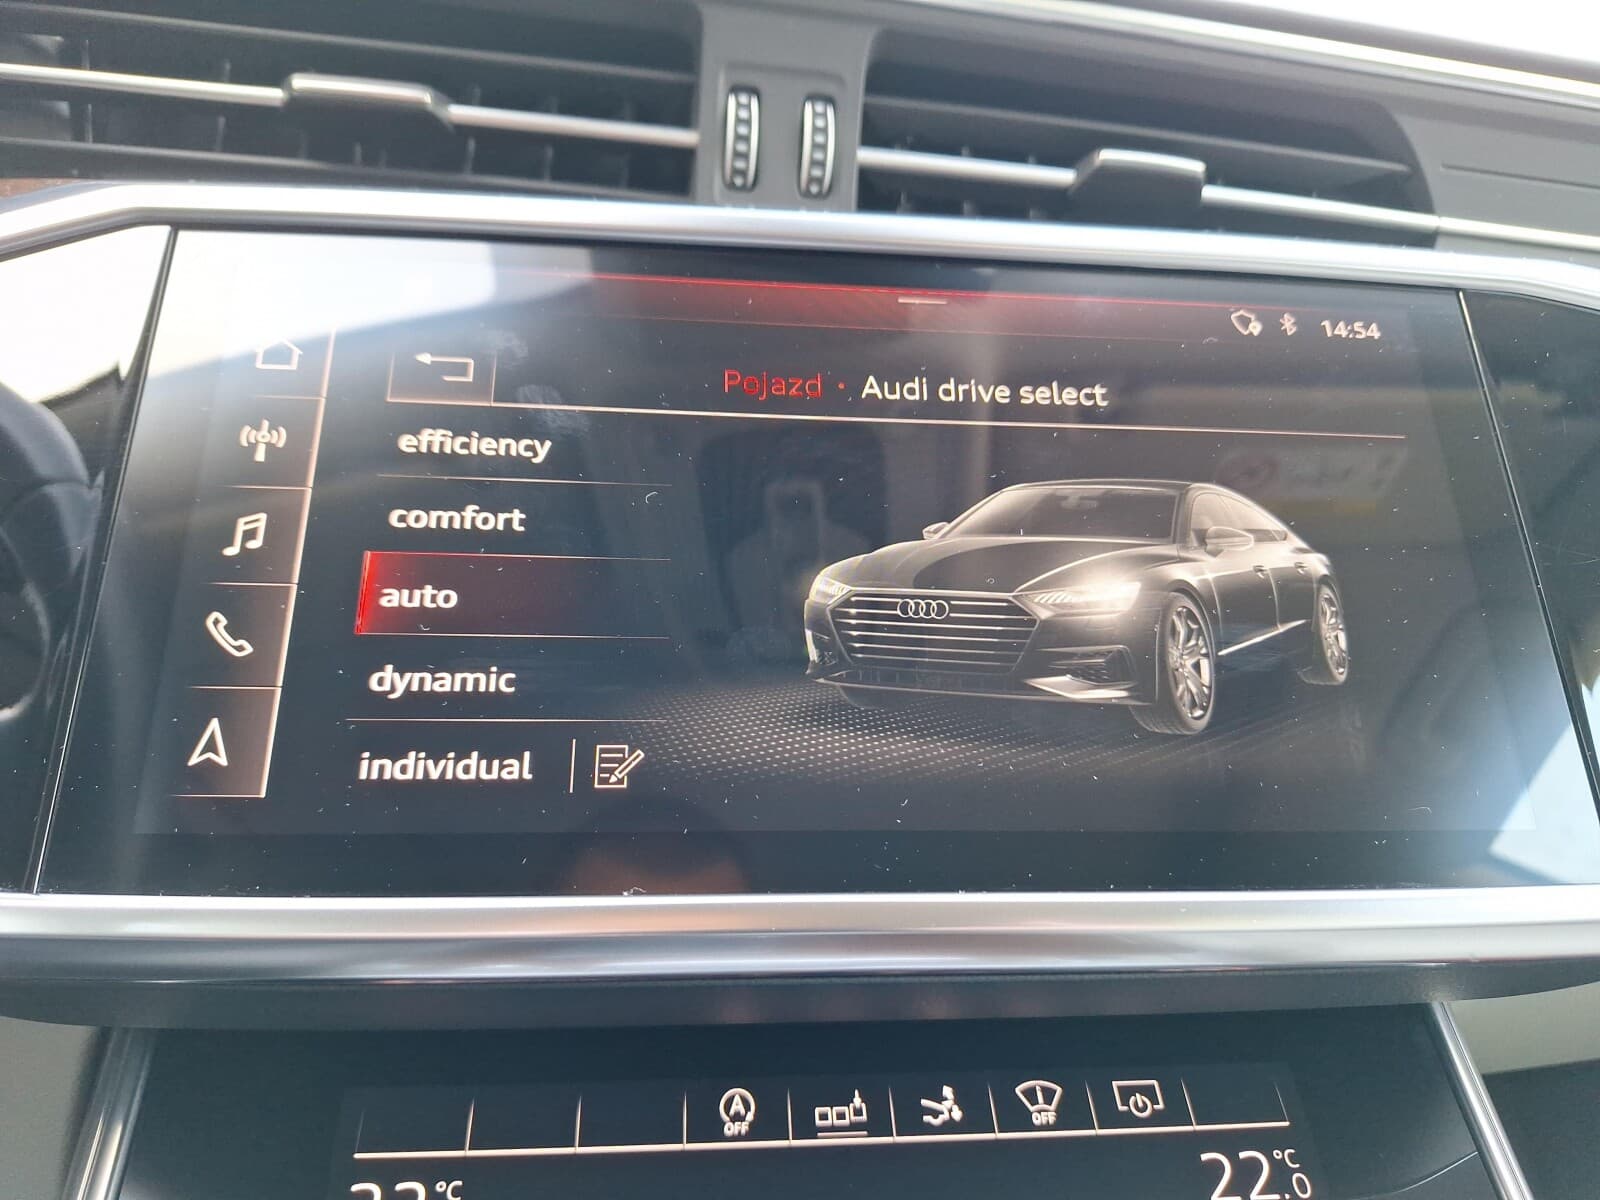 14:54
Pojazd · Audi drive select
efficiency
comfort
auto
dynamic
individual
A
OFF
OFF
°C
22.0 °C